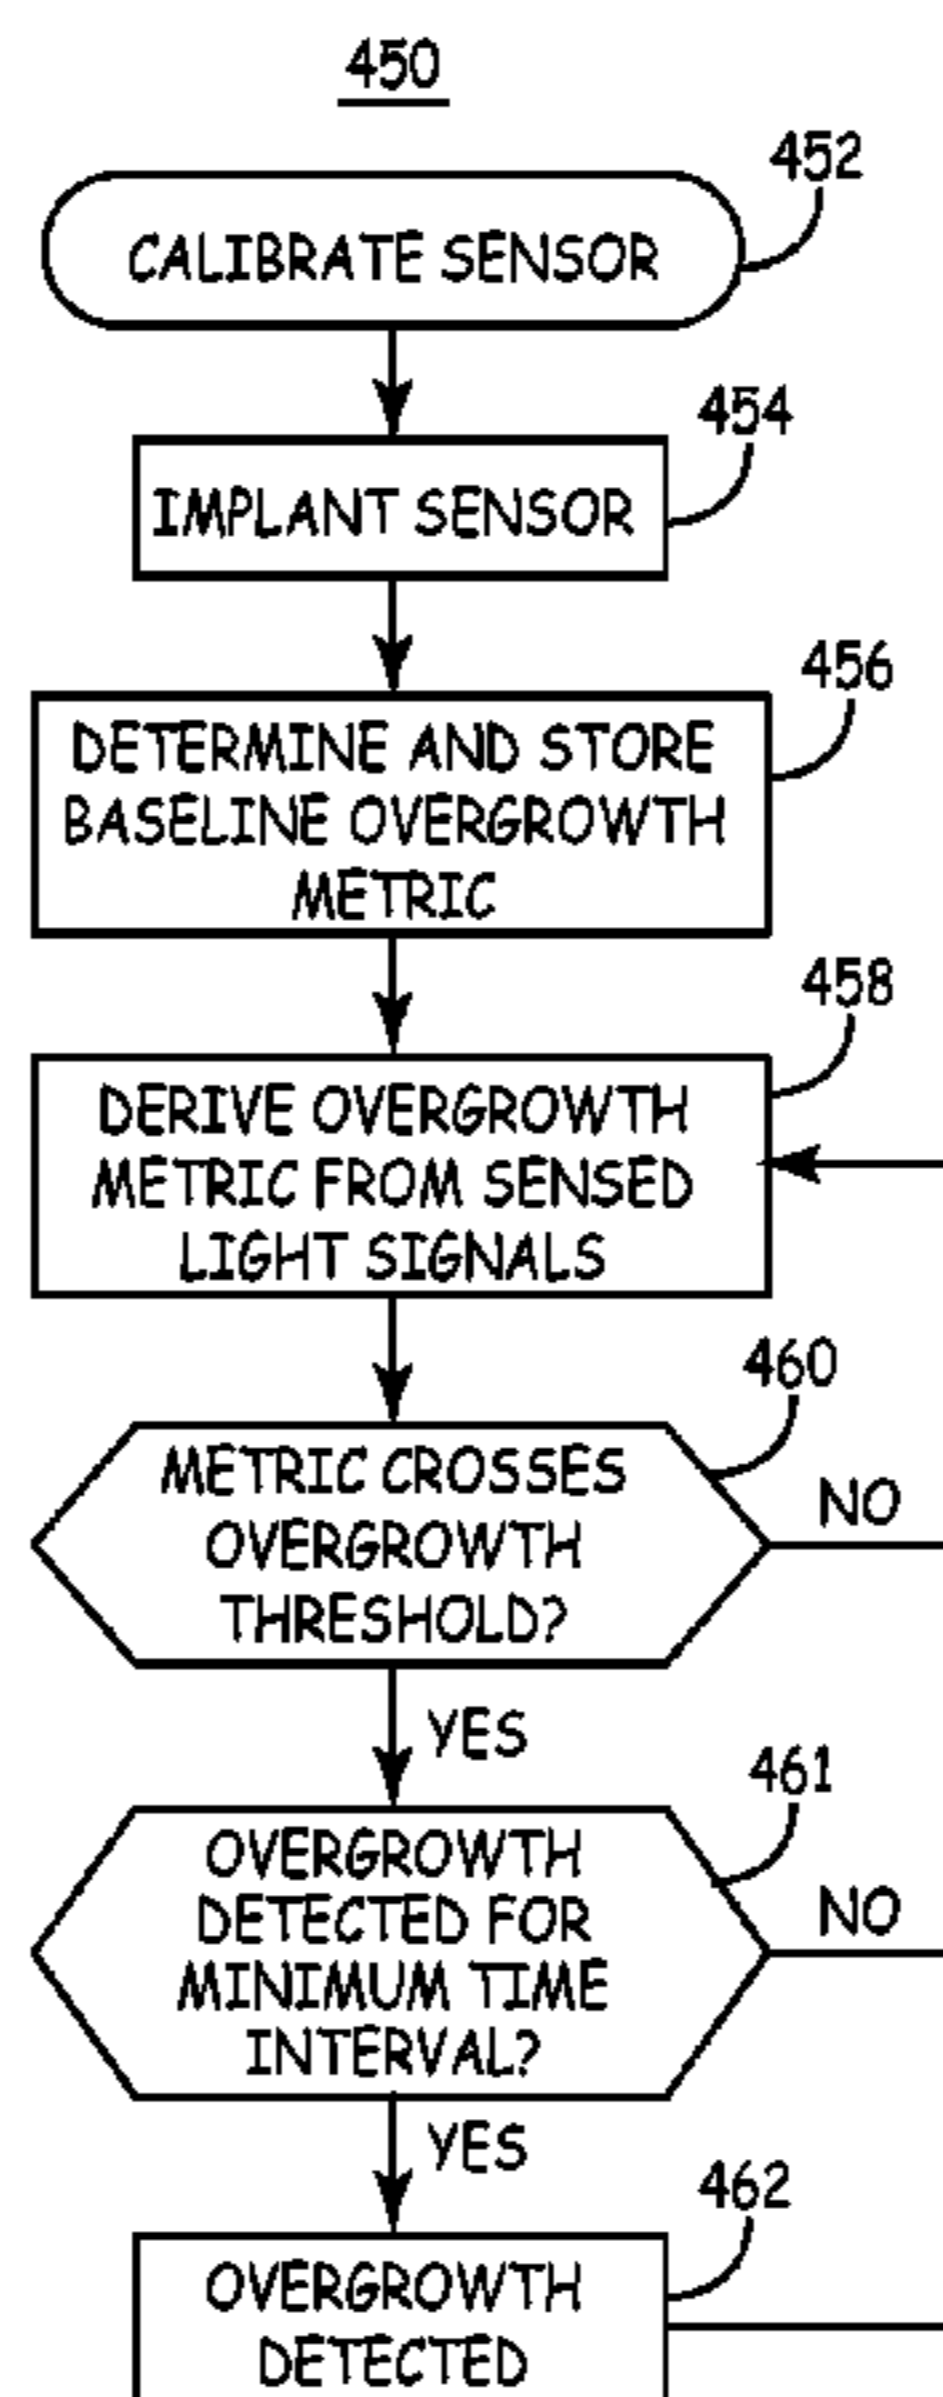 450
452
CALIBRATE SENSOR
454
IMPLANT SENSOR
456
DETERMINE AND STORE
BASELINE OVERGROWTH
METRIC
458
DERIVE OVERGROWTH
METRIC FROM SENSED
LIGHT SIGNALS
460
METRIC CROSSES
OVERGROWTH
THRESHOLD?
NO
YES
461
OVERGROWTH
DETECTED FOR
MINIMUM TIME
INTERVAL?
NO
YES
462
OVERGROWTH
DETECTED